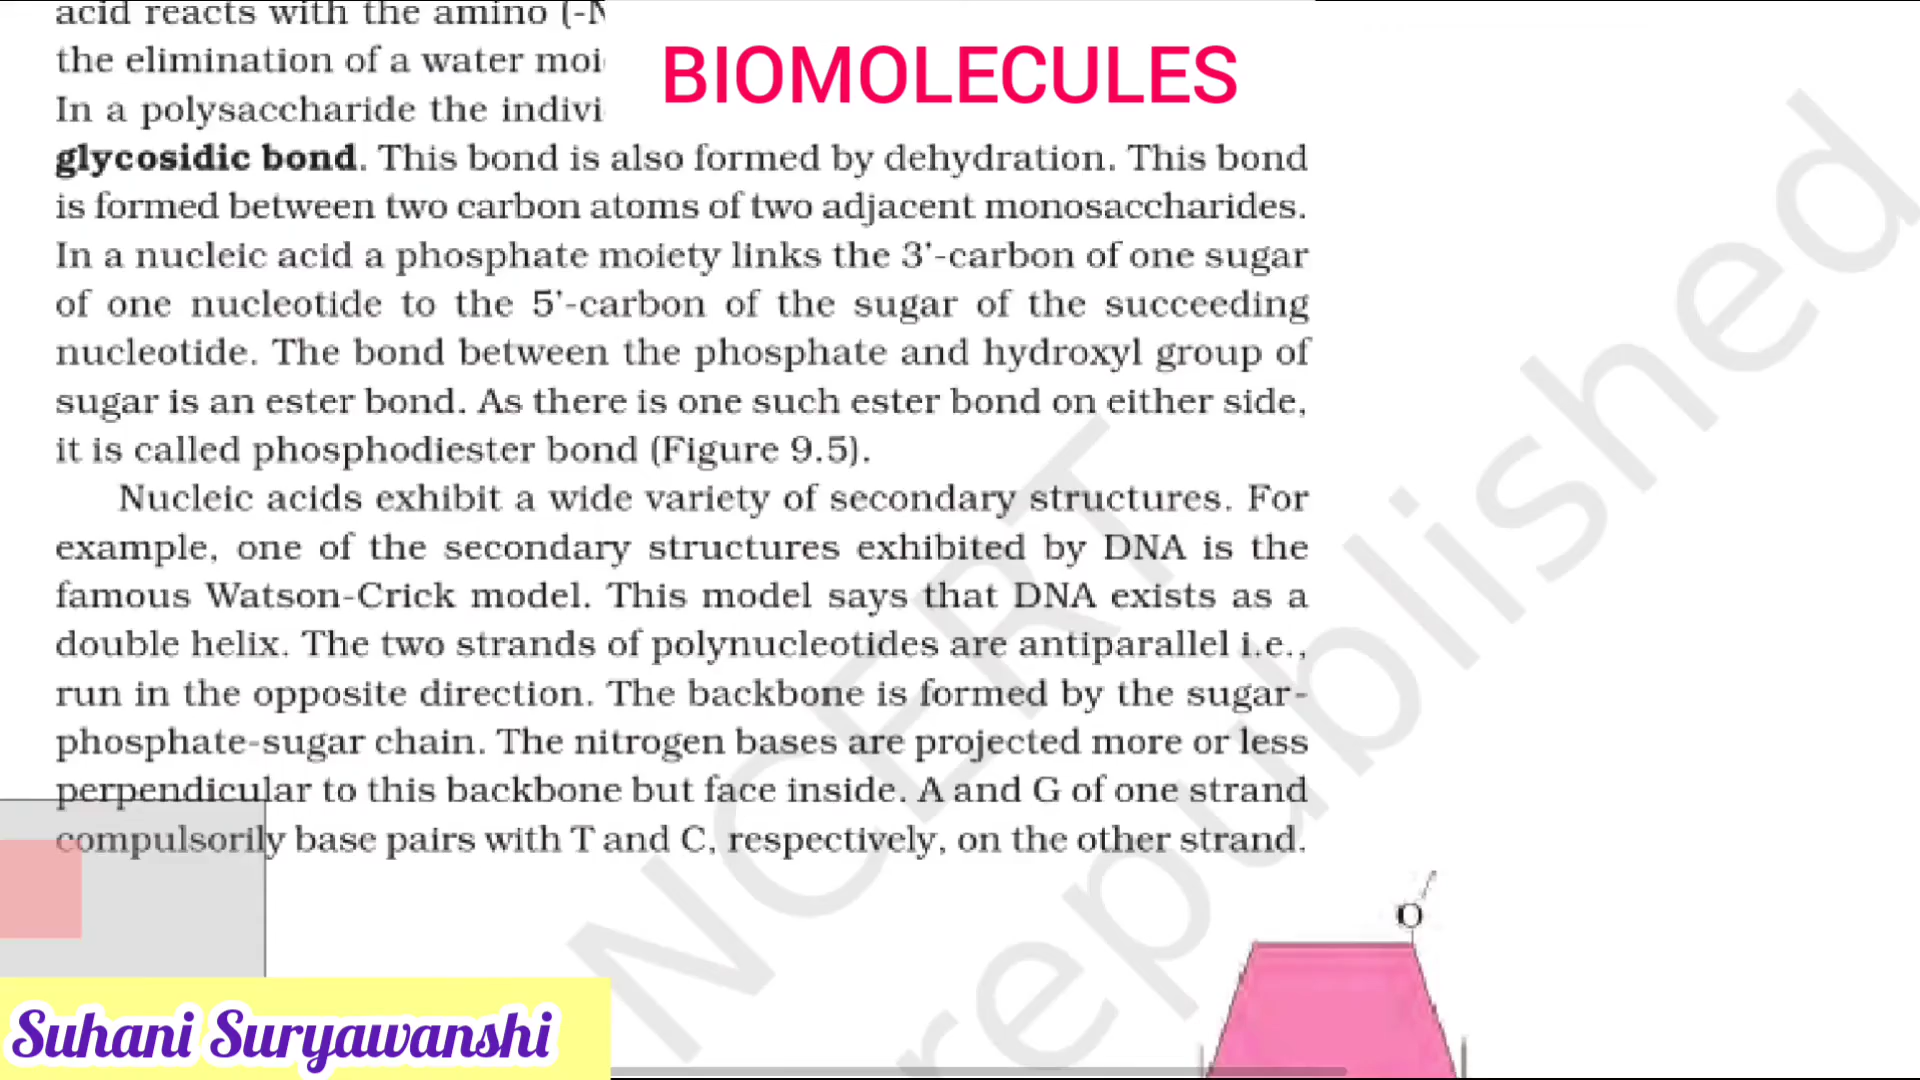 acid reacts with the amino (-N
BIOMOLECULES
the elimination of a water moi
In a polysaccharide the indivi
glycosidic bond. This bond is also formed by dehydration. This bond
is formed between two carbon atoms of two adjacent monosaccharides.
In a nucleic acid a phosphate moiety links the 3'-carbon of one sugar
of one nucleotide to the 5'-carbon of the sugar of the succeeding
nucleotide. The bond between the phosphate and hydroxyl group of
sugar is an ester bond. As there is one such ester bond on either side,
it is called phosphodiester bond (Figure 9.5).
Nucleic acids exhibit a wide variety of secondary structures. For
example, one of the secondary structures exhibited by DNA is the
famous Watson-Crick model. This model says that DNA exists as a
double helix. The two strands of polynucleotides are antiparallel i.e.,
run in the opposite direction. The backbone is formed by the sugar-
phosphate-sugar chain. The nitrogen bases are projected more or less
perpendicular to this backbone but face inside. A and G of one strand
compulsorily base pairs with T and C, respectively, on the other strand.
O
Suhani Suryawanshi
NCERT
republished